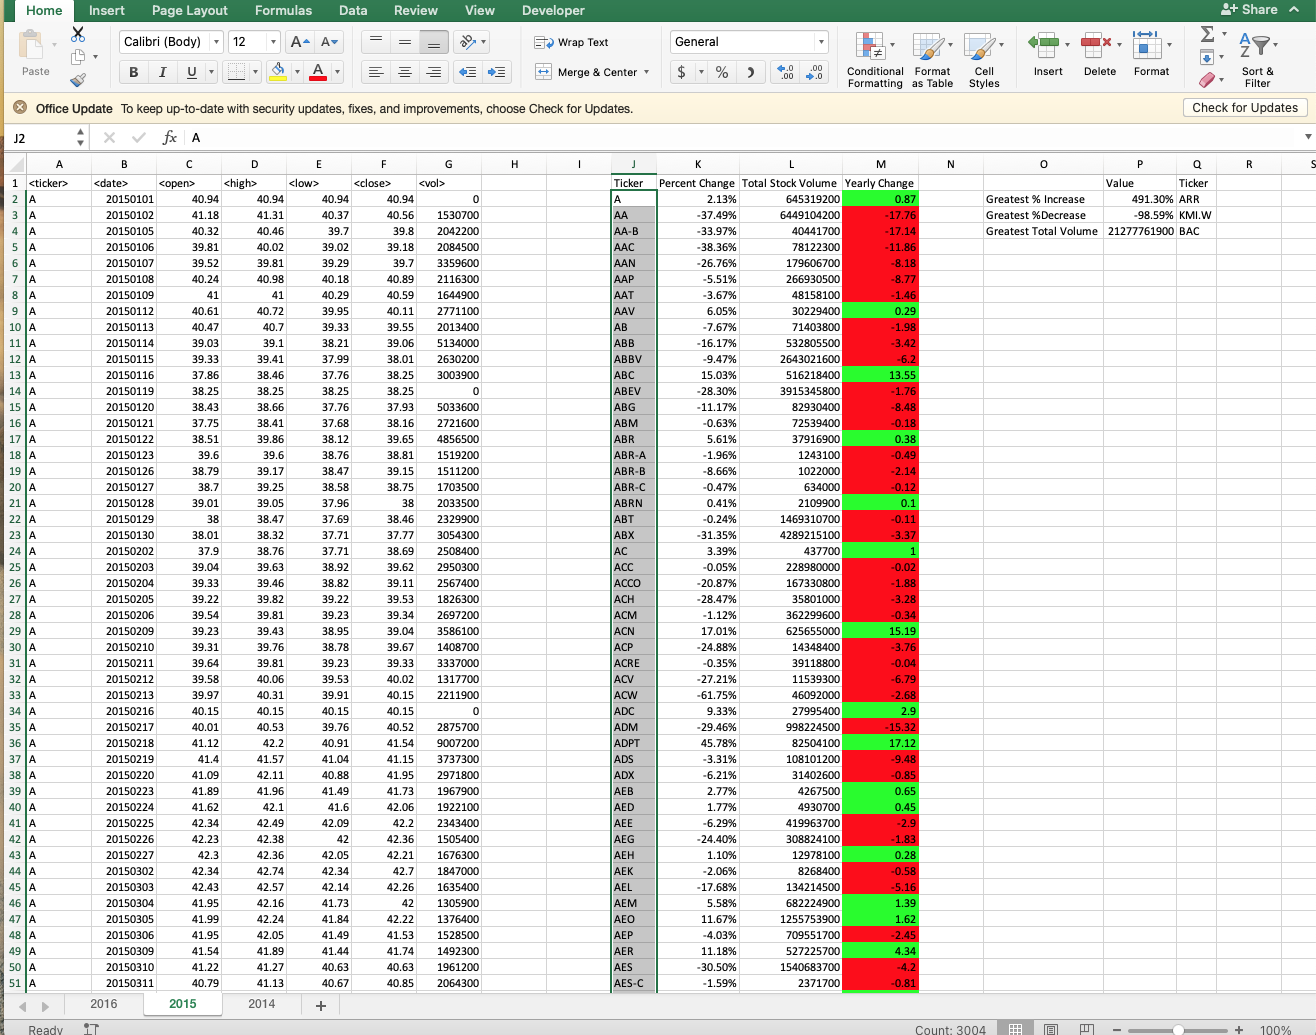 Home Insert Page Layout Formulas Data Review View Developer Share
Calibri (Body) 12 A A Wrap Text General
Paste B I U A Merge & Center $ % Conditional Formatting Format as Table Cell Styles Insert Delete Format Sort & Filter
Office Update To keep up-to-date with security updates, fixes, and improvements, choose Check for Updates. Check for Updates
J2 fx A
A B C D E F G H I J K L M N O P Q R S
1 <ticker> <date> <open> <high> <low> <close> <vol> Ticker Percent Change Total Stock Volume Yearly Change Value Ticker
2 A 20150101 40.94 40.94 40.94 40.94 0 A 2.13% 645319200 0.87 Greatest % Increase 491.30% ARR
3 A 20150102 41.18 41.31 40.37 40.56 1530700 AA -37.49% 6449104200 -17.76 Greatest %Decrease -98.59% KMI.W
4 A 20150105 40.32 40.46 39.7 39.8 2042200 AA-B -33.97% 40441700 -17.14 Greatest Total Volume 21277761900 BAC
5 A 20150106 39.81 40.02 39.02 39.18 2084500 AAC -38.36% 78122300 -11.86
6 A 20150107 39.52 39.81 39.29 39.7 3359600 AAN -26.76% 179606700 -8.18
7 A 20150108 40.24 40.98 40.18 40.89 2116300 AAP -5.51% 266930500 -8.77
8 A 20150109 41 41 40.29 40.59 1644900 AAT -3.67% 48158100 -1.46
9 A 20150112 40.61 40.72 39.95 40.11 2771100 AAV 6.05% 30229400 0.29
10 A 20150113 40.47 40.7 39.33 39.55 2013400 AB -7.67% 71403800 -1.98
11 A 20150114 39.03 39.1 38.21 39.06 5134000 ABB -16.17% 532805500 -3.42
12 A 20150115 39.33 39.41 37.99 38.01 2630200 ABBV -9.47% 2643021600 -6.2
13 A 20150116 37.86 38.46 37.76 38.25 3003900 ABC 15.03% 516218400 13.55
14 A 20150119 38.25 38.25 38.25 38.25 0 ABEV -28.30% 3915345800 -1.76
15 A 20150120 38.43 38.66 37.76 37.93 5033600 ABG -11.17% 82930400 -8.48
16 A 20150121 37.75 38.41 37.68 38.16 2721600 ABM -0.63% 72539400 -0.18
17 A 20150122 38.51 39.86 38.12 39.65 4856500 ABR 5.61% 37916900 0.38
18 A 20150123 39.6 39.6 38.76 38.81 1519200 ABR-A -1.96% 1243100 -0.49
19 A 20150126 38.79 39.17 38.47 39.15 1511200 ABR-B -8.66% 1022000 -2.14
20 A 20150127 38.7 39.25 38.58 38.75 1703500 ABR-C -0.47% 634000 -0.12
21 A 20150128 39.01 39.05 37.96 38 2033500 ABRN 0.41% 2109900 0.1
22 A 20150129 38 38.47 37.69 38.46 2329900 ABT -0.24% 1469310700 -0.11
23 A 20150130 38.01 38.32 37.71 37.77 3054300 ABX -31.35% 4289215100 -3.37
24 A 20150202 37.9 38.76 37.71 38.69 2508400 AC 3.39% 437700 1
25 A 20150203 39.04 39.63 38.92 39.62 2950300 ACC -0.05% 228980000 -0.02
26 A 20150204 39.33 39.46 38.82 39.11 2567400 ACCO -20.87% 167330800 -1.88
27 A 20150205 39.22 39.82 39.22 39.53 1826300 ACH -28.47% 35801000 -3.28
28 A 20150206 39.54 39.81 39.23 39.34 2697200 ACM -1.12% 362299600 -0.34
29 A 20150209 39.23 39.43 38.95 39.04 3586100 ACN 17.01% 625655000 15.19
30 A 20150210 39.31 39.76 38.78 39.67 1408700 ACP -24.88% 14348400 -3.76
31 A 20150211 39.64 39.81 39.23 39.33 3337000 ACRE -0.35% 39118800 -0.04
32 A 20150212 39.58 40.06 39.53 40.02 1317700 ACV -27.21% 11539300 -6.79
33 A 20150213 39.97 40.31 39.91 40.15 2211900 ACW -61.75% 46092000 -2.68
34 A 20150216 40.15 40.15 40.15 40.15 0 ADC 9.33% 27995400 2.9
35 A 20150217 40.01 40.53 39.76 40.52 2875700 ADM -29.46% 998224500 -15.32
36 A 20150218 41.12 42.2 40.91 41.54 9007200 ADPT 45.78% 82504100 17.12
37 A 20150219 41.4 41.57 41.04 41.15 3737300 ADS -3.31% 108101200 -9.48
38 A 20150220 41.09 42.11 40.88 41.95 2971800 ADX -6.21% 31402600 -0.85
39 A 20150223 41.89 41.96 41.49 41.73 1967900 AEB 2.77% 4267500 0.65
40 A 20150224 41.62 42.1 41.6 42.06 1922100 AED 1.77% 4930700 0.45
41 A 20150225 42.34 42.49 42.09 42.2 2343400 AEE -6.29% 419963700 -2.9
42 A 20150226 42.23 42.38 42 42.36 1505400 AEG -24.40% 308824100 -1.83
43 A 20150227 42.3 42.36 42.05 42.21 1676300 AEH 1.10% 12978100 0.28
44 A 20150302 42.34 42.74 42.34 42.7 1847000 AEK -2.06% 8268400 -0.58
45 A 20150303 42.43 42.57 42.14 42.26 1635400 AEL -17.68% 134214500 -5.16
46 A 20150304 41.95 42.16 41.73 42 1305900 AEM 5.58% 682224900 1.39
47 A 20150305 41.99 42.24 41.84 42.22 1376400 AEO 11.67% 1255753900 1.62
48 A 20150306 41.95 42.05 41.49 41.53 1528500 AEP -4.03% 709551700 -2.45
49 A 20150309 41.54 41.89 41.44 41.74 1492300 AER 11.18% 527225700 4.34
50 A 20150310 41.22 41.27 40.63 40.63 1961200 AES -30.50% 1540683700 -4.2
51 A 20150311 40.79 41.13 40.67 40.85 2064300 AES-C -1.59% 2371700 -0.81
2016 2015 2014 +
Ready Count: 3004 − + 100%